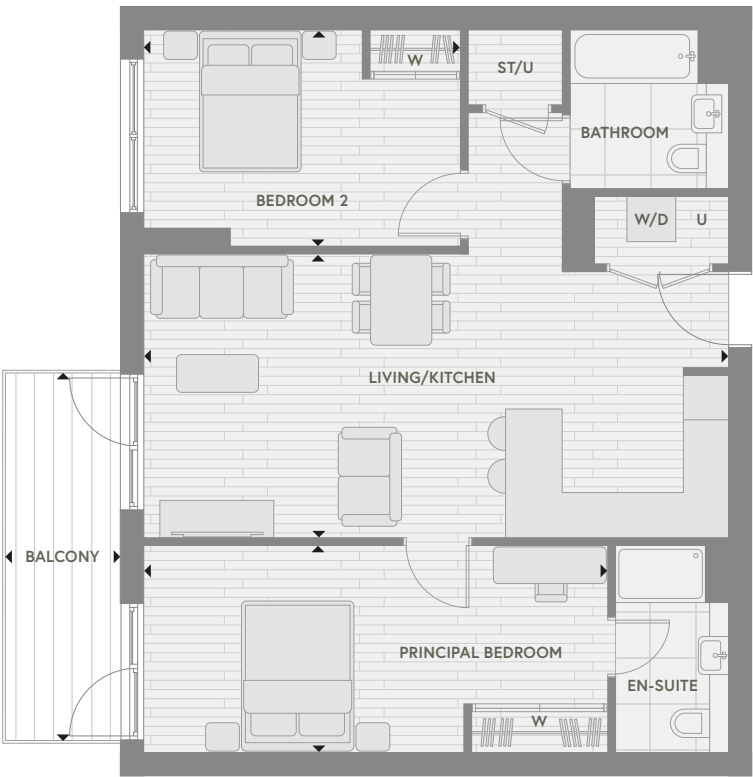 W
ST/U
BATHROOM
BEDROOM 2
W/D
U
LIVING/KITCHEN
BALCONY
PRINCIPAL BEDROOM
EN-SUITE
W